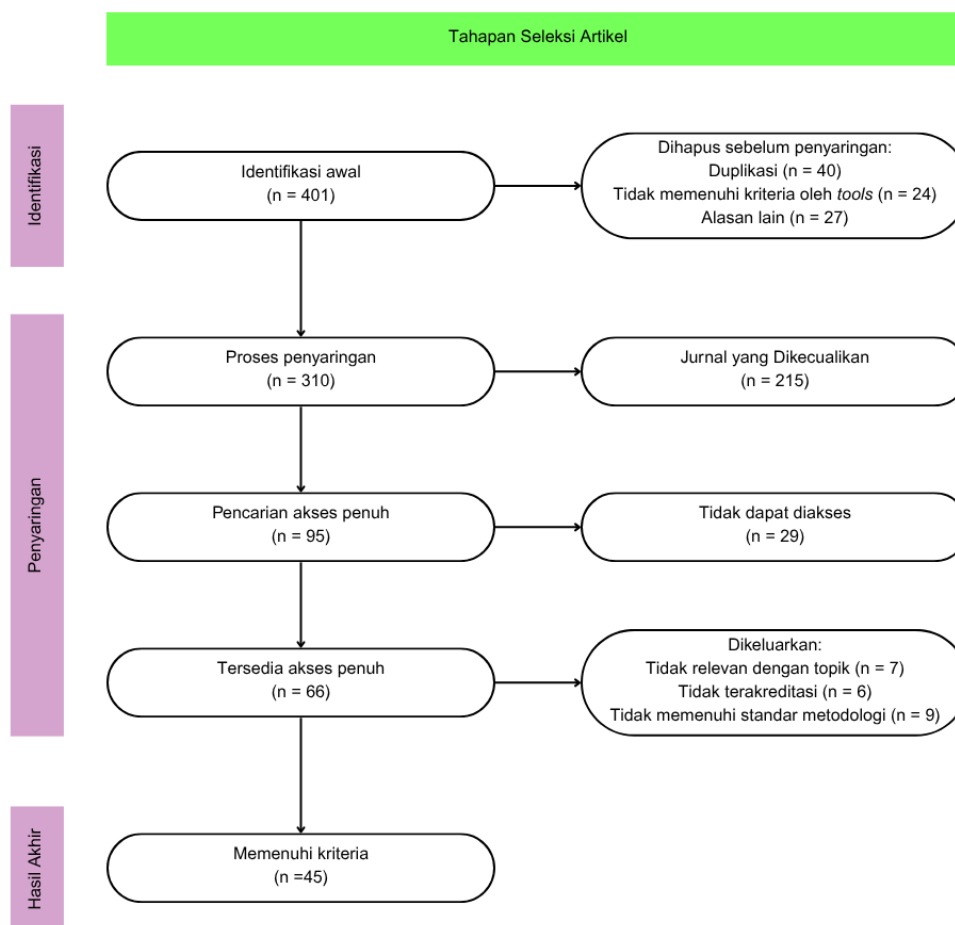 Tahapan Seleksi Artikel
Identifikasi
Identifikasi awal
(n = 401)
Dihapus sebelum penyaringan:
Duplikasi (n = 40)
Tidak memenuhi kriteria oleh tools (n = 24)
Alasan lain (n = 27)
Penyaringan
Proses penyaringan
(n = 310)
Jurnal yang Dikecualikan
(n = 215)
Pencarian akses penuh
(n = 95)
Tidak dapat diakses
(n = 29)
Tersedia akses penuh
(n = 66)
Dikeluarkan:
Tidak relevan dengan topik (n = 7)
Tidak terakreditasi (n = 6)
Tidak memenuhi standar metodologi (n = 9)
Hasil Akhir
Memenuhi kriteria
(n =45)